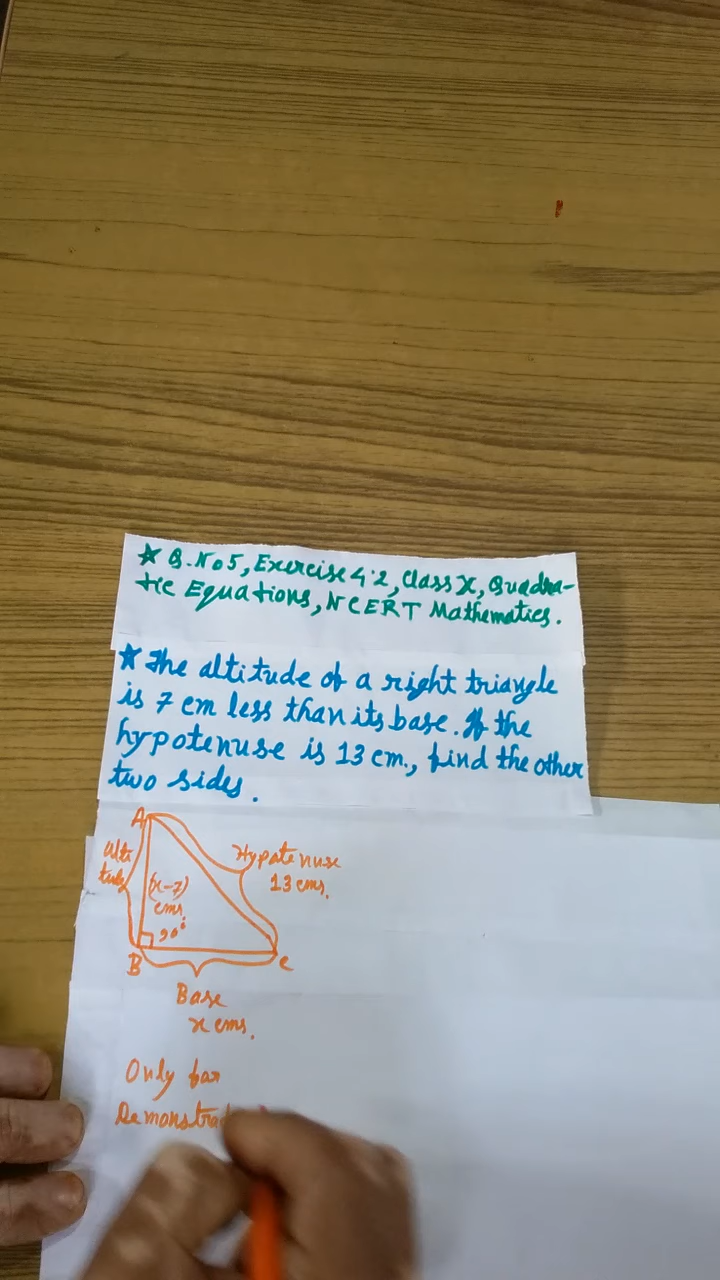 ★ Q.No5, Exercise 4.2, Class X, Quadra-
tic Equations, NCERT Mathematics.
★ The altitude of a right triangle
is 7 cm less than its base. If the
hypotenuse is 13 cm., find the other
two sides.
A
Alti
tude
Hypotenuse
13 cms.
(x-7)
cms.
90°
B
C
Base
x cms.
Only for